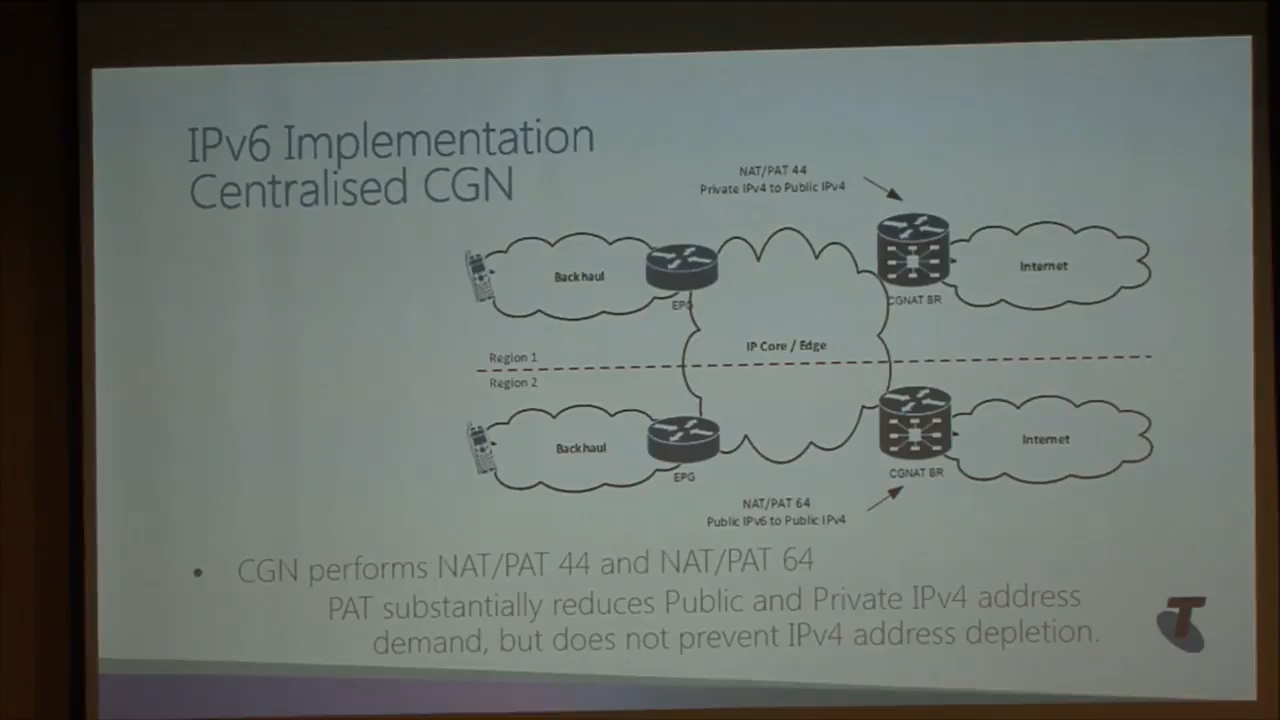 IPv6 Implementation
Centralised CGN
NAT/PAT 44
Private IPv4 to Public IPv4
Backhaul
EPG
CGNAT BR
Internet
IP Core / Edge
Region 1
Region 2
Backhaul
EPG
CGNAT BR
Internet
NAT/PAT 64
Public IPv6 to Public IPv4
• CGN performs NAT/PAT 44 and NAT/PAT 64
PAT substantially reduces Public and Private IPv4 address
demand, but does not prevent IPv4 address depletion.
T